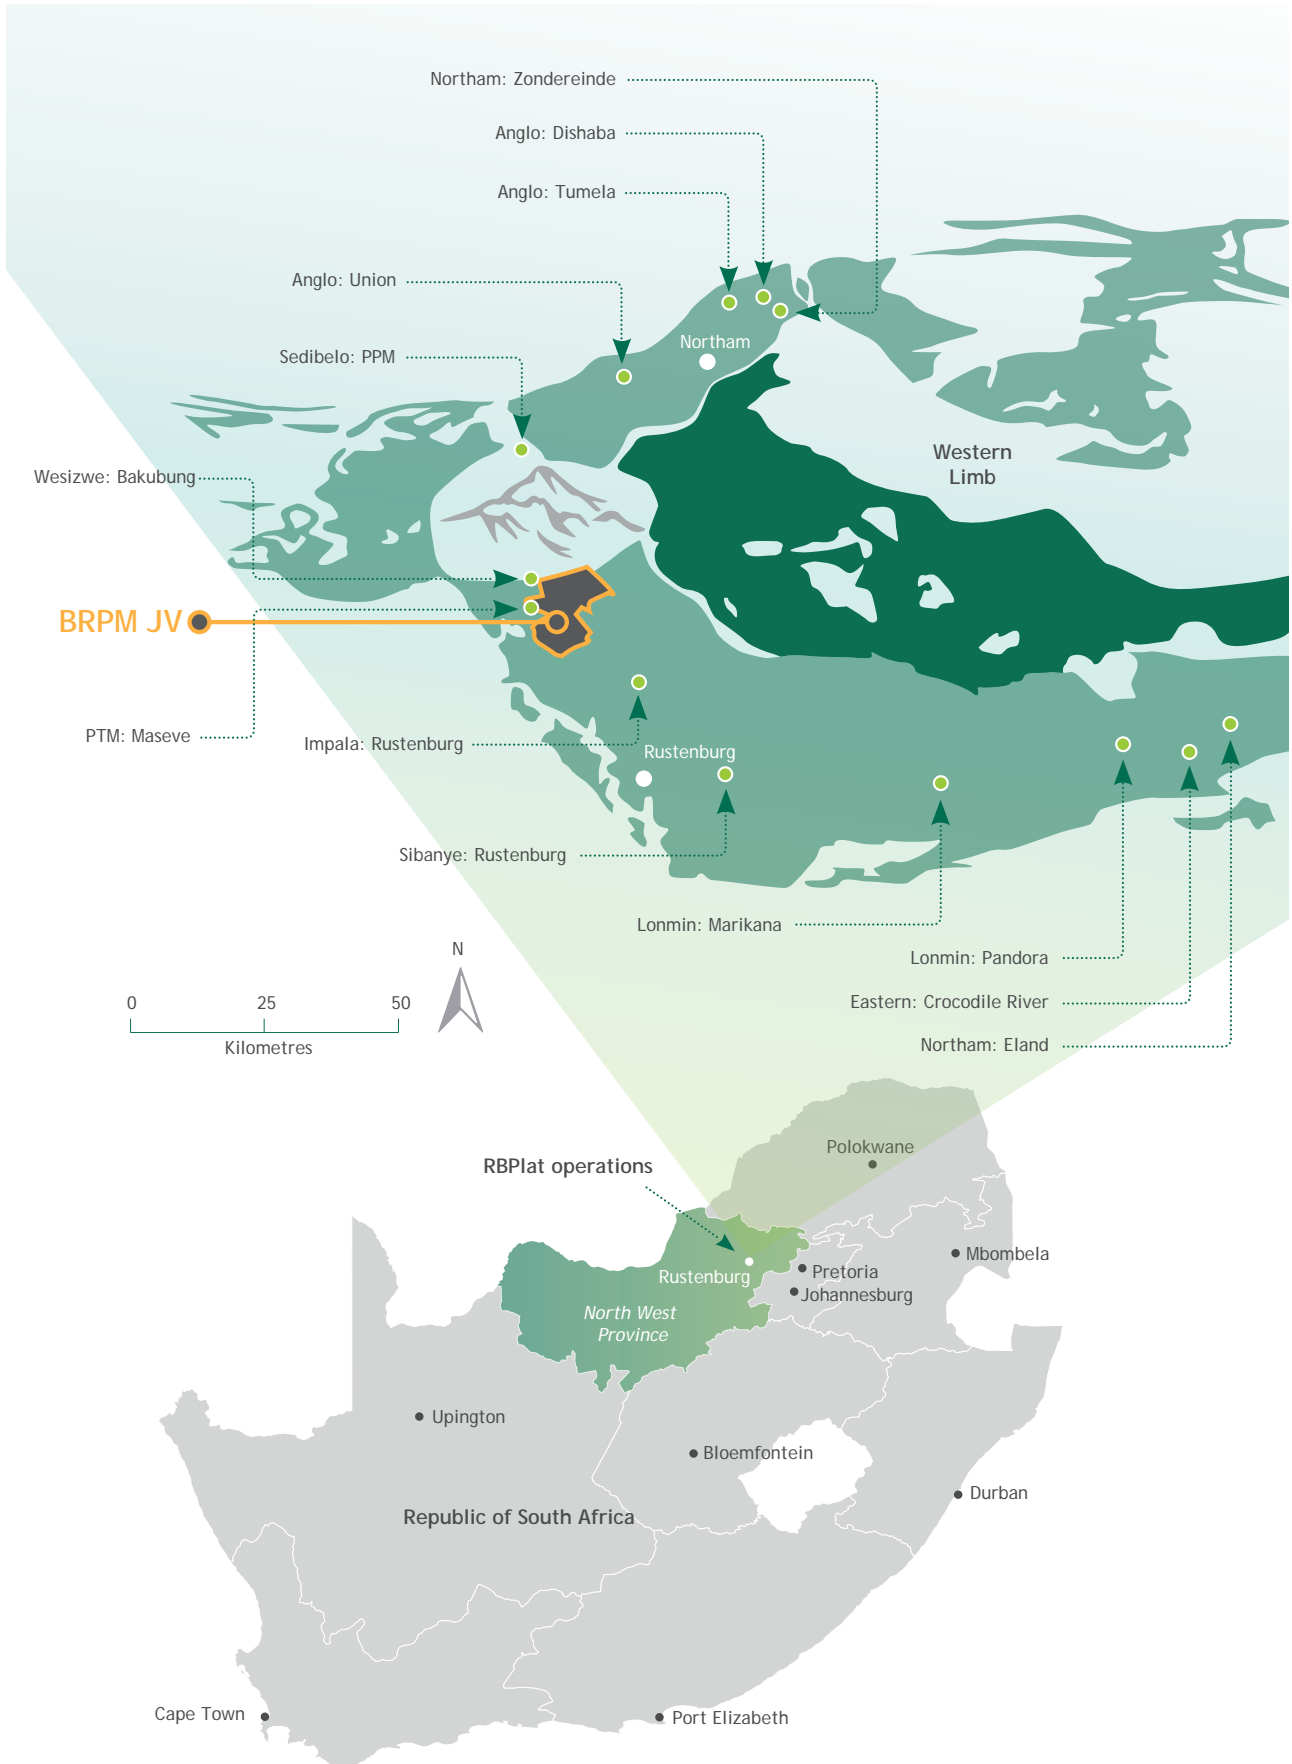 Northam: Zondereinde
Anglo: Dishaba
Anglo: Tumela
Anglo: Union
Northam
Sedibelo: PPM
Western
Limb
Wesizwe: Bakubung
BRPM JV
PTM: Maseve
Impala: Rustenburg
Rustenburg
Sibanye: Rustenburg
Lonmin: Marikana
Lonmin: Pandora
Eastern: Crocodile River
Northam: Eland
N
0 25 50
Kilometres
Polokwane
RBPlat operations
Mbombela
Pretoria
Rustenburg
Johannesburg
North West
Province
Upington
Bloemfontein
Durban
Republic of South Africa
Cape Town
Port Elizabeth